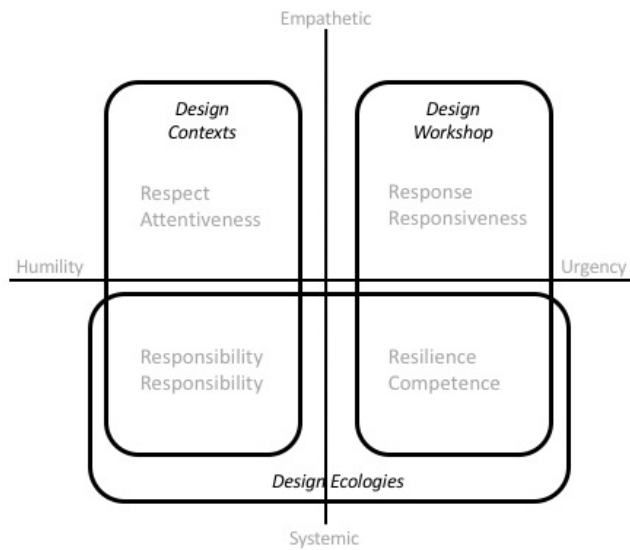 Empathetic
Design
Contexts
Design
Workshop
Respect
Attentiveness
Response
Responsiveness
Humility
Urgency
Responsibility
Responsibility
Resilience
Competence
Design Ecologies
Systemic